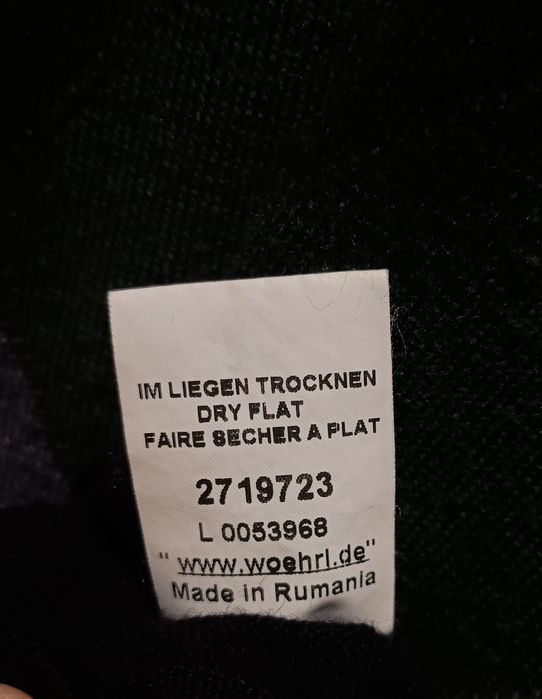 IM LIEGEN TROCKNEN
DRY FLAT
FAIRE SECHER A PLAT
2719723
L 0053968
" www.woehrl.de"
Made in Rumania